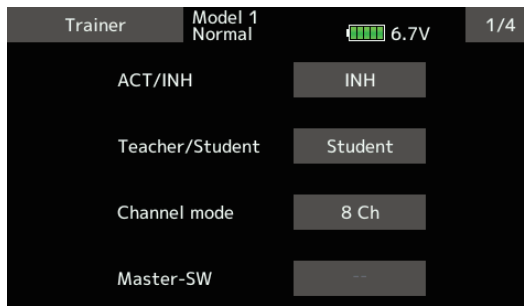 Trainer
Model 1
Normal
6.7V
1/4
ACT/INH INH
Teacher/Student Student
Channel mode 8 Ch
Master-SW --